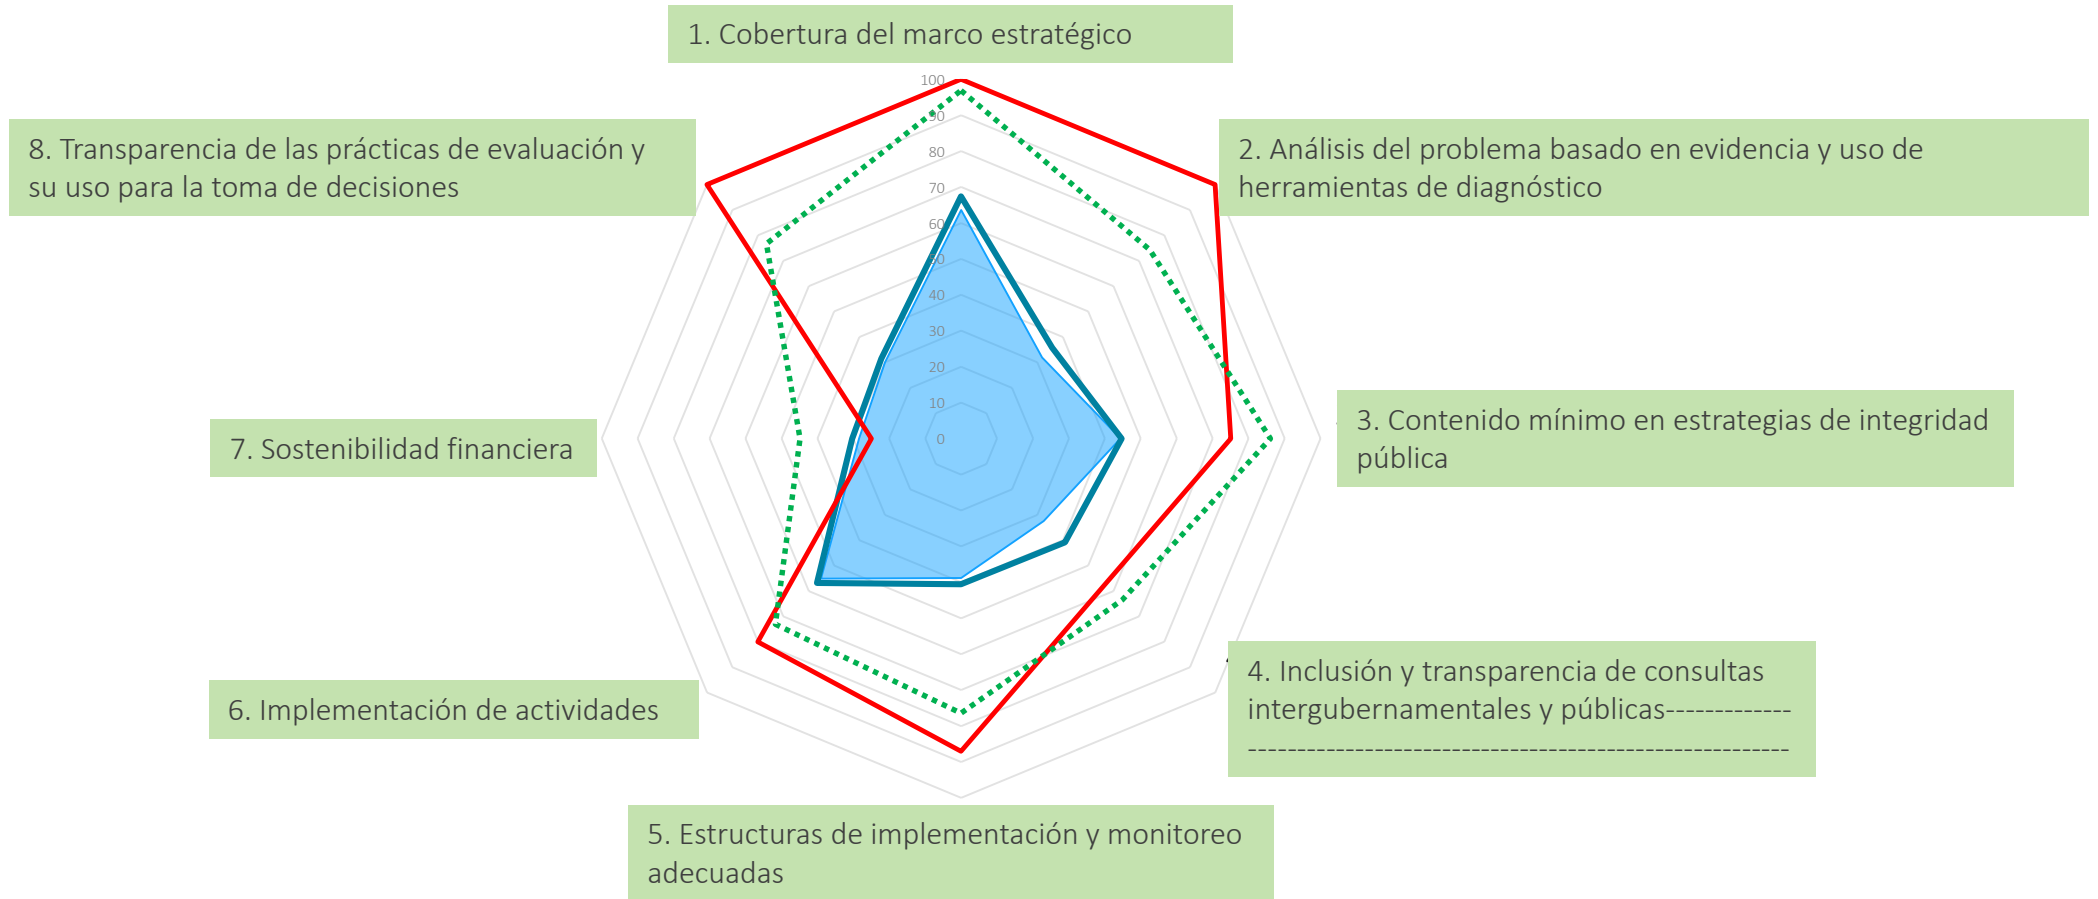 1. Cobertura del marco estratégico
100
90
80
70
60
50
40
30
20
10
0
8. Transparencia de las prácticas de evaluación y
su uso para la toma de decisiones
2. Análisis del problema basado en evidencia y uso de
herramientas de diagnóstico
7. Sostenibilidad financiera
3. Contenido mínimo en estrategias de integridad
pública
6. Implementación de actividades
4. Inclusión y transparencia de consultas
intergubernamentales y públicas-------------
-------------------------------------------------------
5. Estructuras de implementación y monitoreo
adecuadas